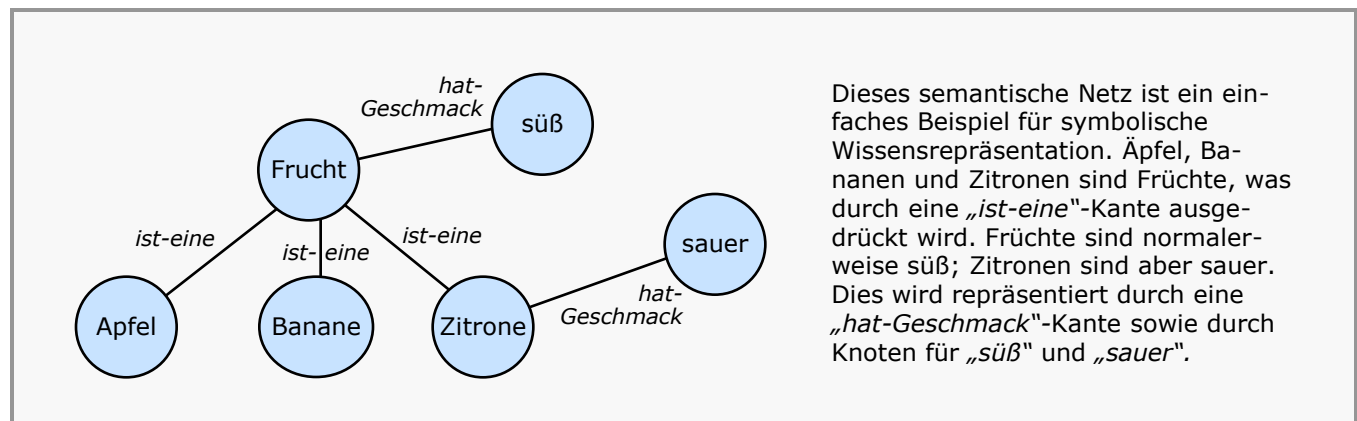 hat-
Geschmack
süß
Frucht
ist-eine
ist-eine
ist-eine
sauer
hat-
Geschmack
Apfel
Banane
Zitrone
Dieses semantische Netz ist ein ein-
faches Beispiel für symbolische
Wissensrepräsentation. Äpfel, Ba-
nanen und Zitronen sind Früchte, was
durch eine „ist-eine“-Kante ausge-
drückt wird. Früchte sind normaler-
weise süß; Zitronen sind aber sauer.
Dies wird repräsentiert durch eine
„hat-Geschmack“-Kante sowie durch
Knoten für „süß“ und „sauer“.